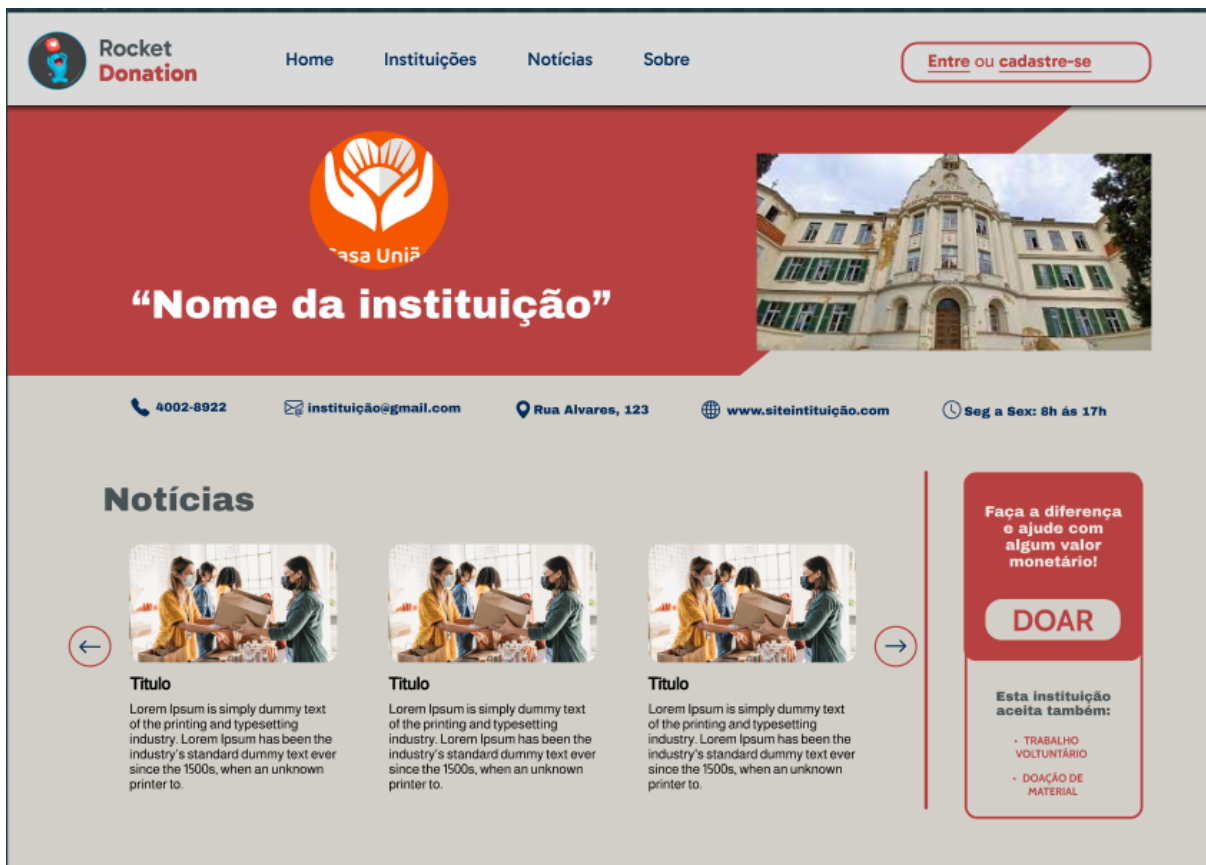 Rocket
Donation
Home
Instituições
Notícias
Sobre
Entre ou cadastre-se
asa Uniã
“Nome da instituição”
4002-8922
instituição@gmail.com
Rua Alvares, 123
www.siteintituição.com
Seg a Sex: 8h ás 17h
Notícias
Titulo
Lorem Ipsum is simply dummy text
of the printing and typesetting
industry. Lorem Ipsum has been the
industry's standard dummy text ever
since the 1500s, when an unknown
printer to.
Titulo
Lorem Ipsum is simply dummy text
of the printing and typesetting
industry. Lorem Ipsum has been the
industry's standard dummy text ever
since the 1500s, when an unknown
printer to.
Titulo
Lorem Ipsum is simply dummy text
of the printing and typesetting
industry. Lorem Ipsum has been the
industry's standard dummy text ever
since the 1500s, when an unknown
printer to.
Faça a diferença
e ajude com
algum valor
monetário!
DOAR
Esta instituição
aceita também:
• TRABALHO
VOLTUNTÁRIO
• DOAÇÃO DE
MATERIAL